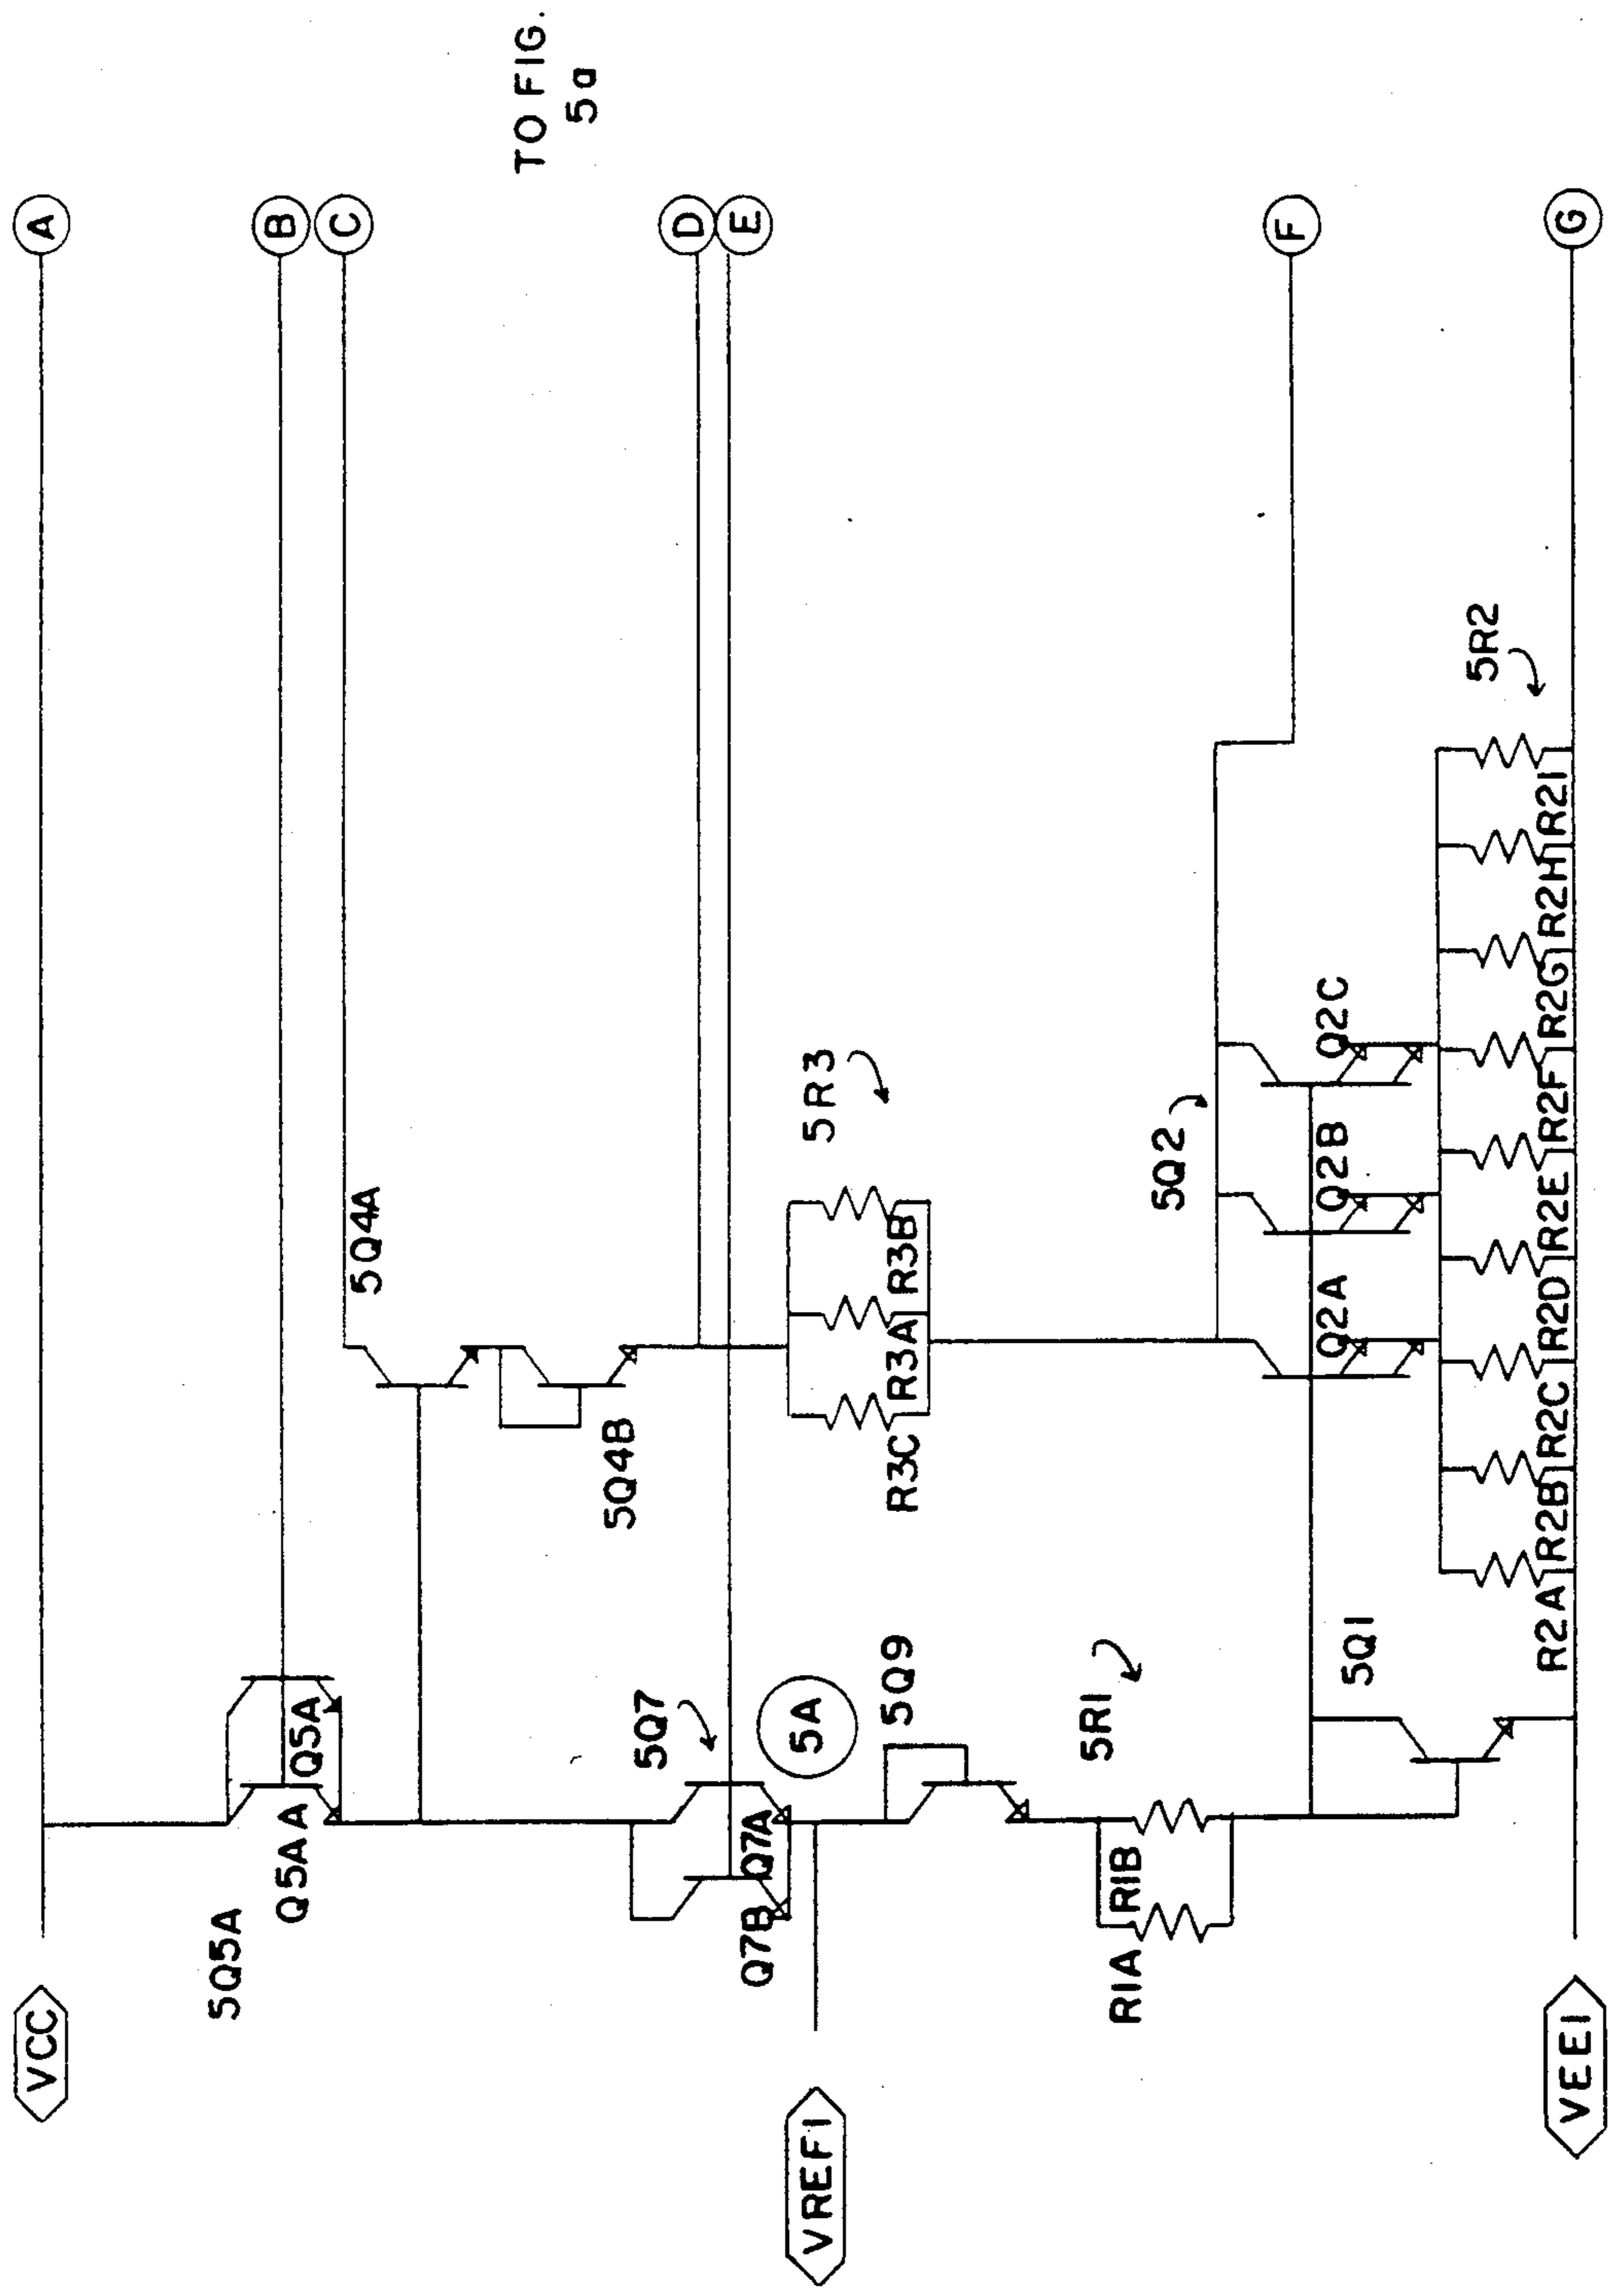 VCC
A
5Q5A
Q5AA
Q5A
B
C
5Q4A
TO FIG.
5a
5Q4B
5Q7
D
E
Q7B
Q7A
VREF1
5A
5R3
5Q9
R3C
R3A
R3B
5R1
R1A
R1B
5Q2
F
Q2A
Q2B
Q2C
5Q1
5R2
R2A
R2B
R2C
R2D
R2E
R2F
R2G
R2H
R2I
VEE1
G